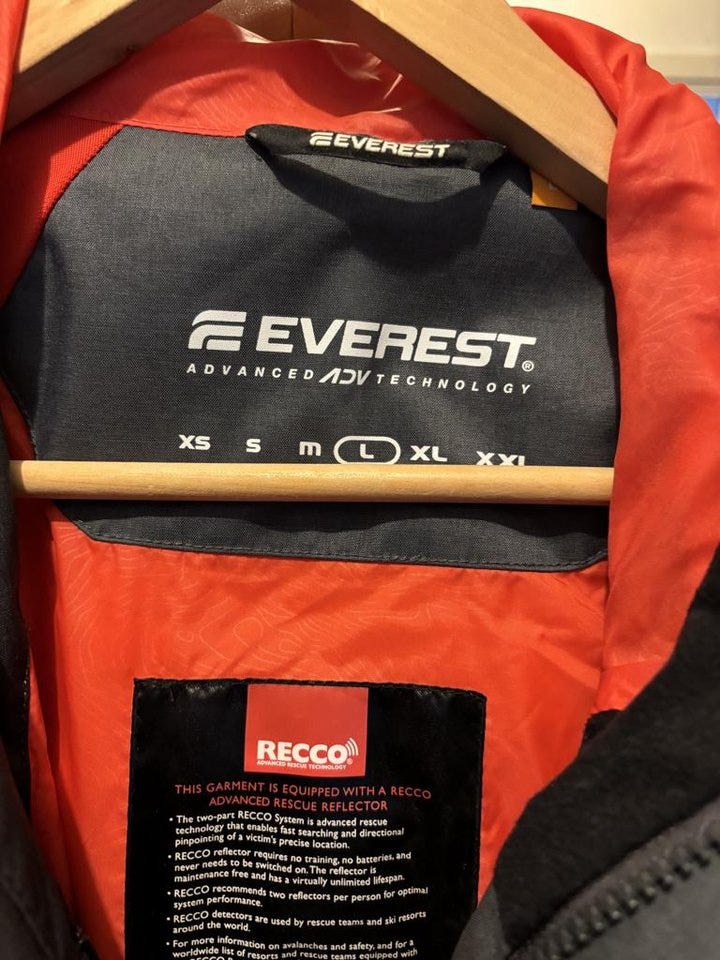 EVEREST
EVEREST®
ADVANCED ADV TECHNOLOGY
XS S m L XL XXL
RECCO®
ADVANCED RESCUE TECHNOLOGY
THIS GARMENT IS EQUIPPED WITH A RECCO
ADVANCED RESCUE REFLECTOR
• The two-part RECCO System is advanced rescue
technology that enables fast searching and directional
pinpointing of a victim's precise location.
• RECCO reflector requires no training, no batteries, and
never needs to be switched on. The reflector is
maintenance free and has a virtually unlimited lifespan.
• RECCO recommends two reflectors per person for optimal
system performance.
• RECCO detectors are used by rescue teams and ski resorts
around the world.
• For more information on avalanches and safety, and for a
worldwide list of resorts and rescue teams equipped with